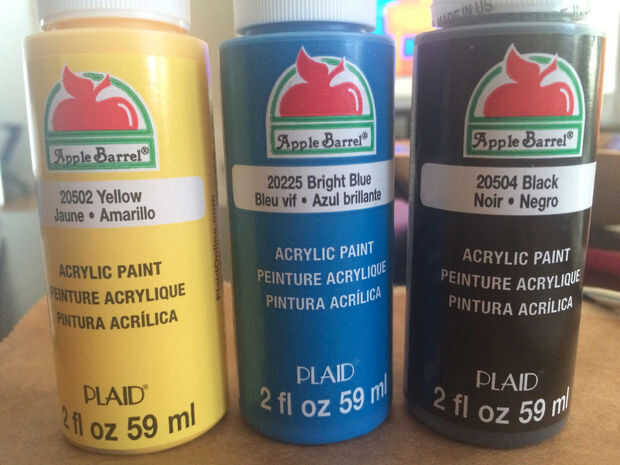 Apple Barrel®
20502 Yellow
Jaune • Amarillo
ACRYLIC PAINT
PEINTURE ACRYLIQUE
PINTURA ACRÍLICA
PLAID®
2 fl oz 59 ml
Apple Barrel®
20225 Bright Blue
Bleu vif • Azul brillante
ACRYLIC PAINT
PEINTURE ACRYLIQUE
PINTURA ACRÍLICA
PLAID®
2 fl oz 59 ml
MADE IN US
Apple Barrel®
20504 Black
Noir • Negro
ACRYLIC PAINT
PEINTURE ACRYLIQUE
PINTURA ACRÍLICA
PLAID®
2 fl oz 59 ml